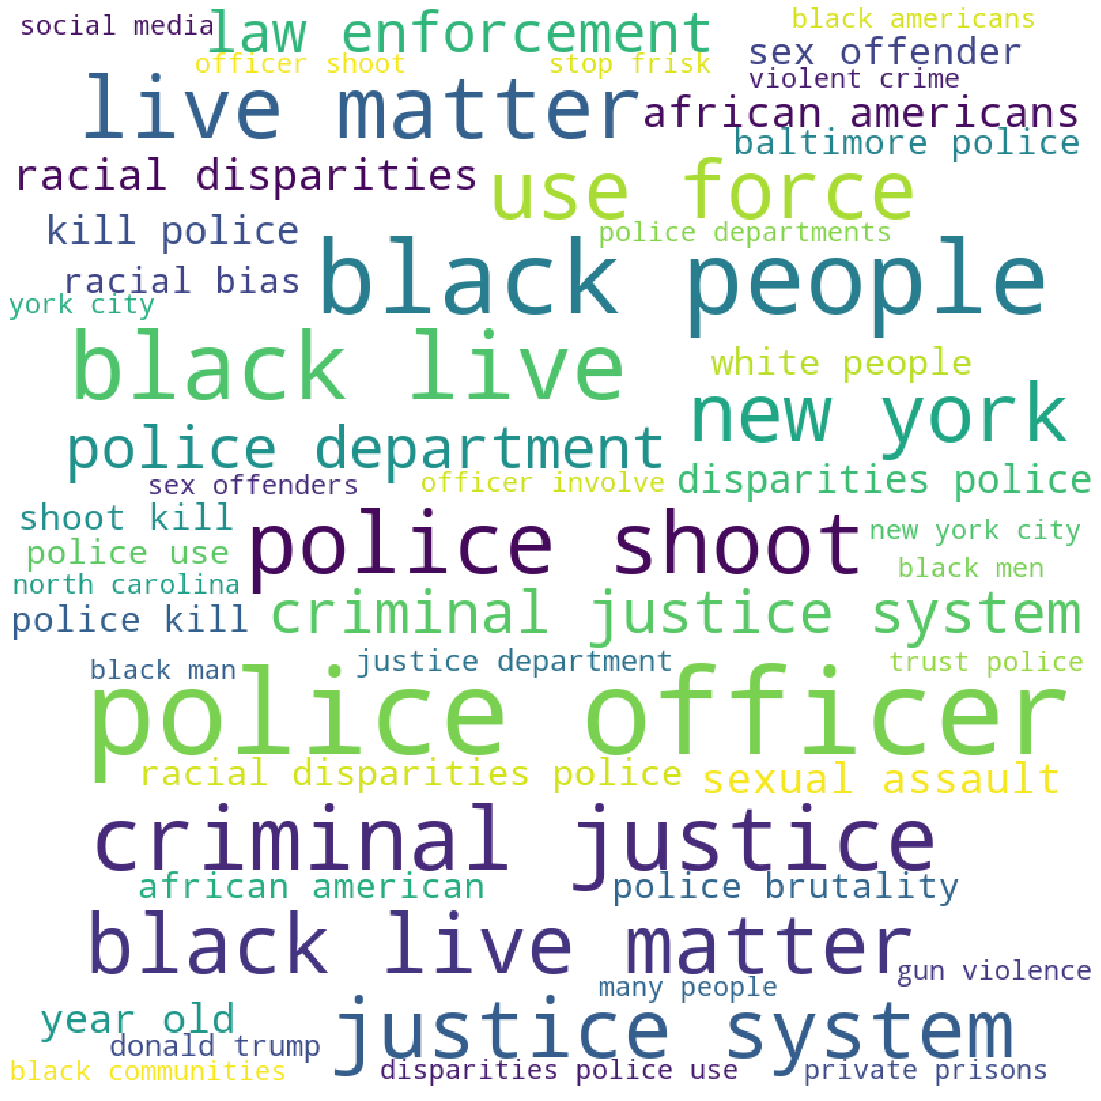 social media
law enforcement
black americans
officer shoot
stop frisk
sex offender
live matter
violent crime
african americans
baltimore police
racial disparities
use force
kill police
police departments
black people
racial bias
york city
black live
white people
new york
police department
sex offenders
officer involve
disparities police
shoot kill
police shoot
new york city
police use
black men
north carolina
police kill
criminal justice system
black man
justice department
trust police
police officer
racial disparities police
sexual assault
criminal justice
african american
police brutality
black live matter
gun violence
many people
year old
justice system
donald trump
black communities
disparities police use
private prisons